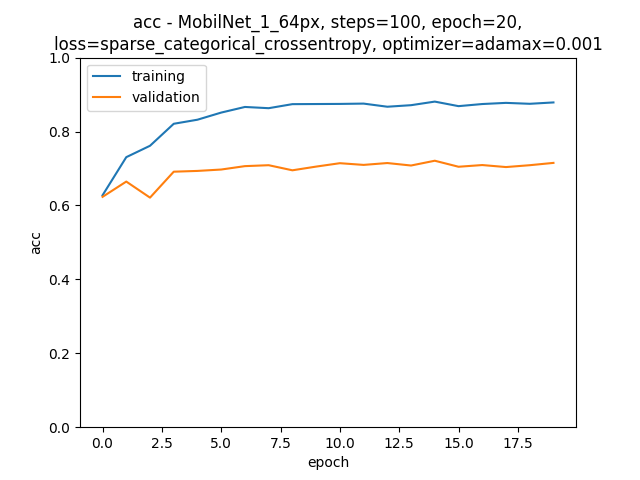 acc - MobilNet_1_64px, steps=100, epoch=20,
loss=sparse_categorical_crossentropy, optimizer=adamax=0.001
training
validation
1.0
0.8
0.6
0.4
0.2
0.0
acc
0.0 2.5 5.0 7.5 10.0 12.5 15.0 17.5
epoch